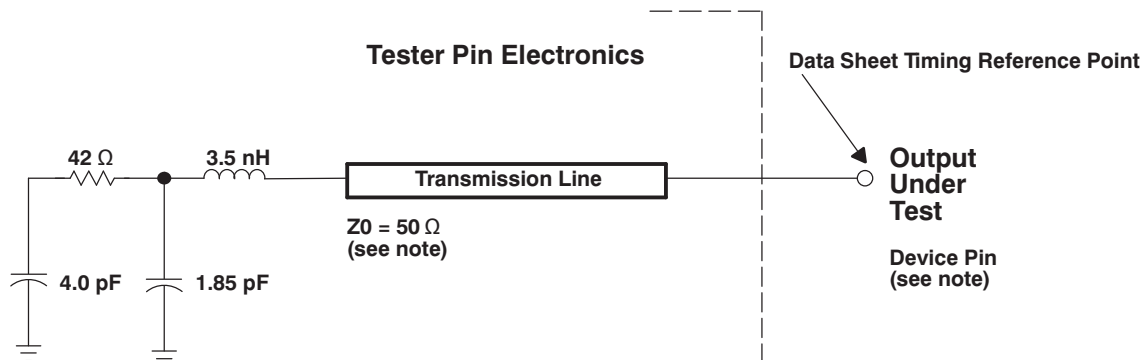 Tester Pin Electronics
Data Sheet Timing Reference Point
42 Ω
3.5 nH
Transmission Line
Output
Under
Test
Z0 = 50 Ω
(see note)
Device Pin
(see note)
4.0 pF
1.85 pF